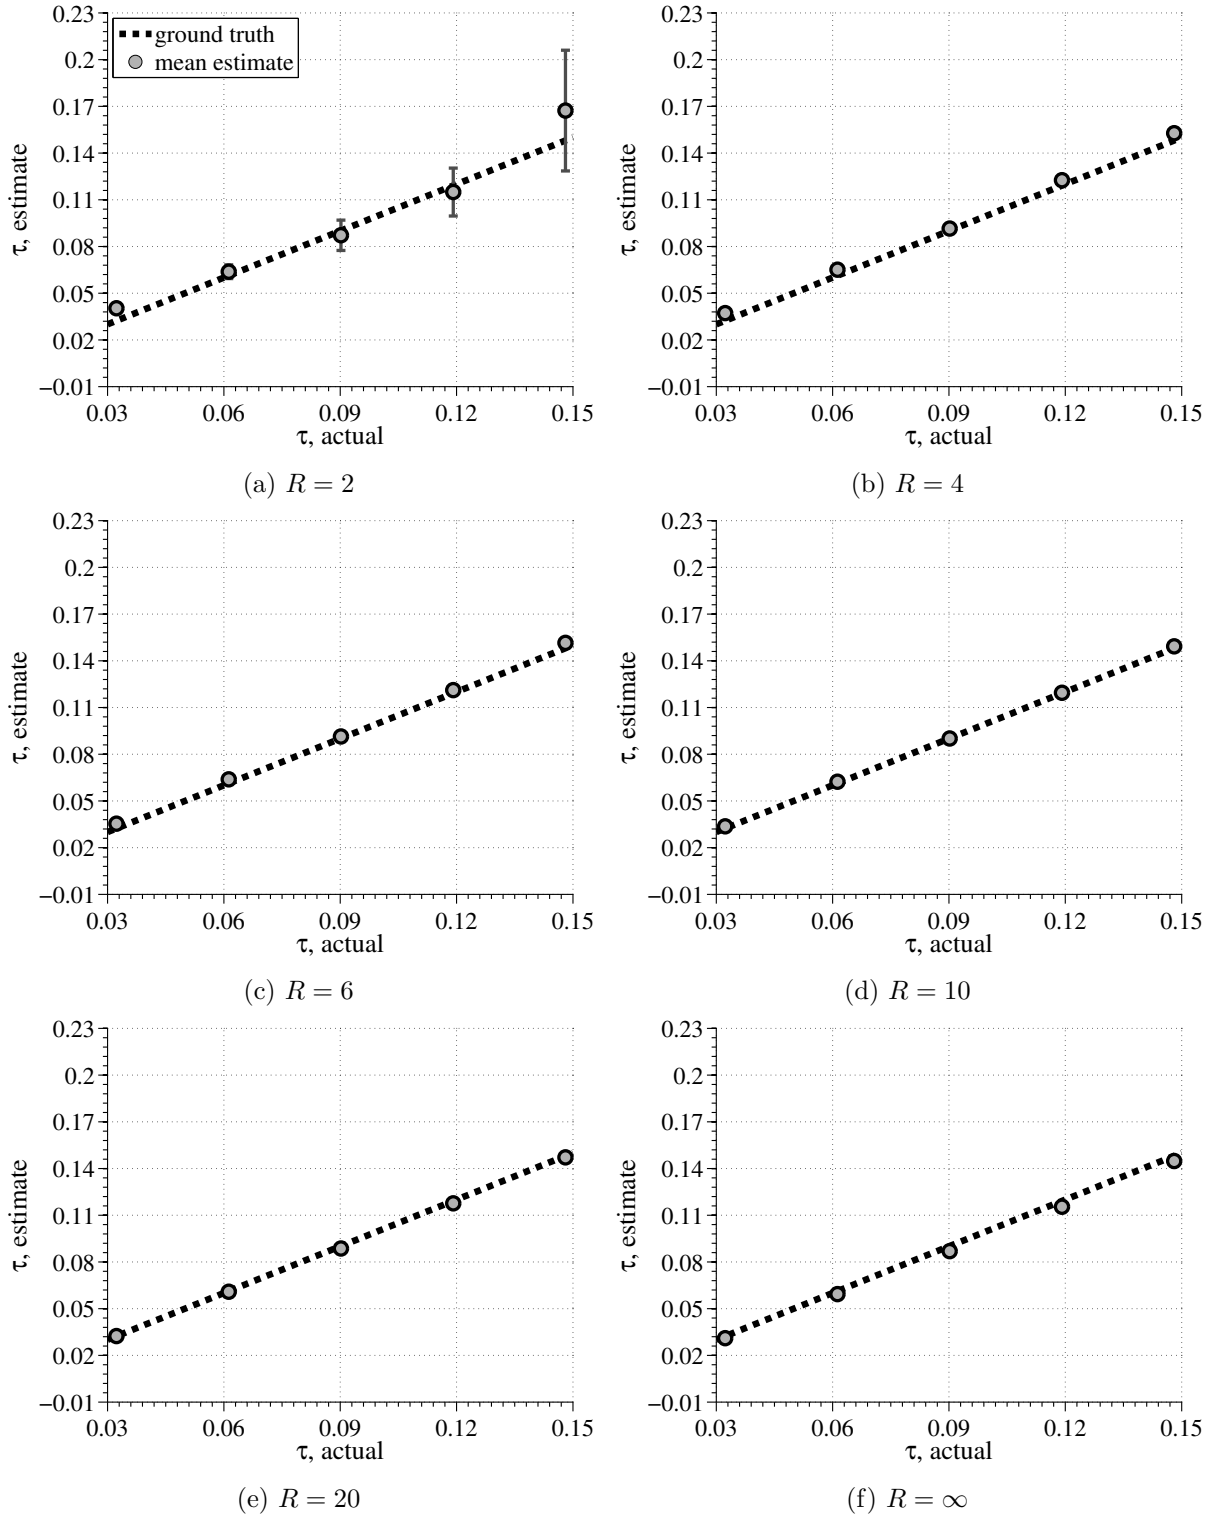 0.23
0.2
0.17
0.14
0.11
0.08
0.05
0.02
−0.01
τ, estimate
ground truth
mean estimate
0.03 0.06 0.09 0.12 0.15
τ, actual
(a) R = 2
0.23
0.2
0.17
0.14
0.11
0.08
0.05
0.02
−0.01
τ, estimate
0.03 0.06 0.09 0.12 0.15
τ, actual
(b) R = 4
0.23
0.2
0.17
0.14
0.11
0.08
0.05
0.02
−0.01
τ, estimate
0.03 0.06 0.09 0.12 0.15
τ, actual
(c) R = 6
0.23
0.2
0.17
0.14
0.11
0.08
0.05
0.02
−0.01
τ, estimate
0.03 0.06 0.09 0.12 0.15
τ, actual
(d) R = 10
0.23
0.2
0.17
0.14
0.11
0.08
0.05
0.02
−0.01
τ, estimate
0.03 0.06 0.09 0.12 0.15
τ, actual
(e) R = 20
0.23
0.2
0.17
0.14
0.11
0.08
0.05
0.02
−0.01
τ, estimate
0.03 0.06 0.09 0.12 0.15
τ, actual
(f) R = ∞